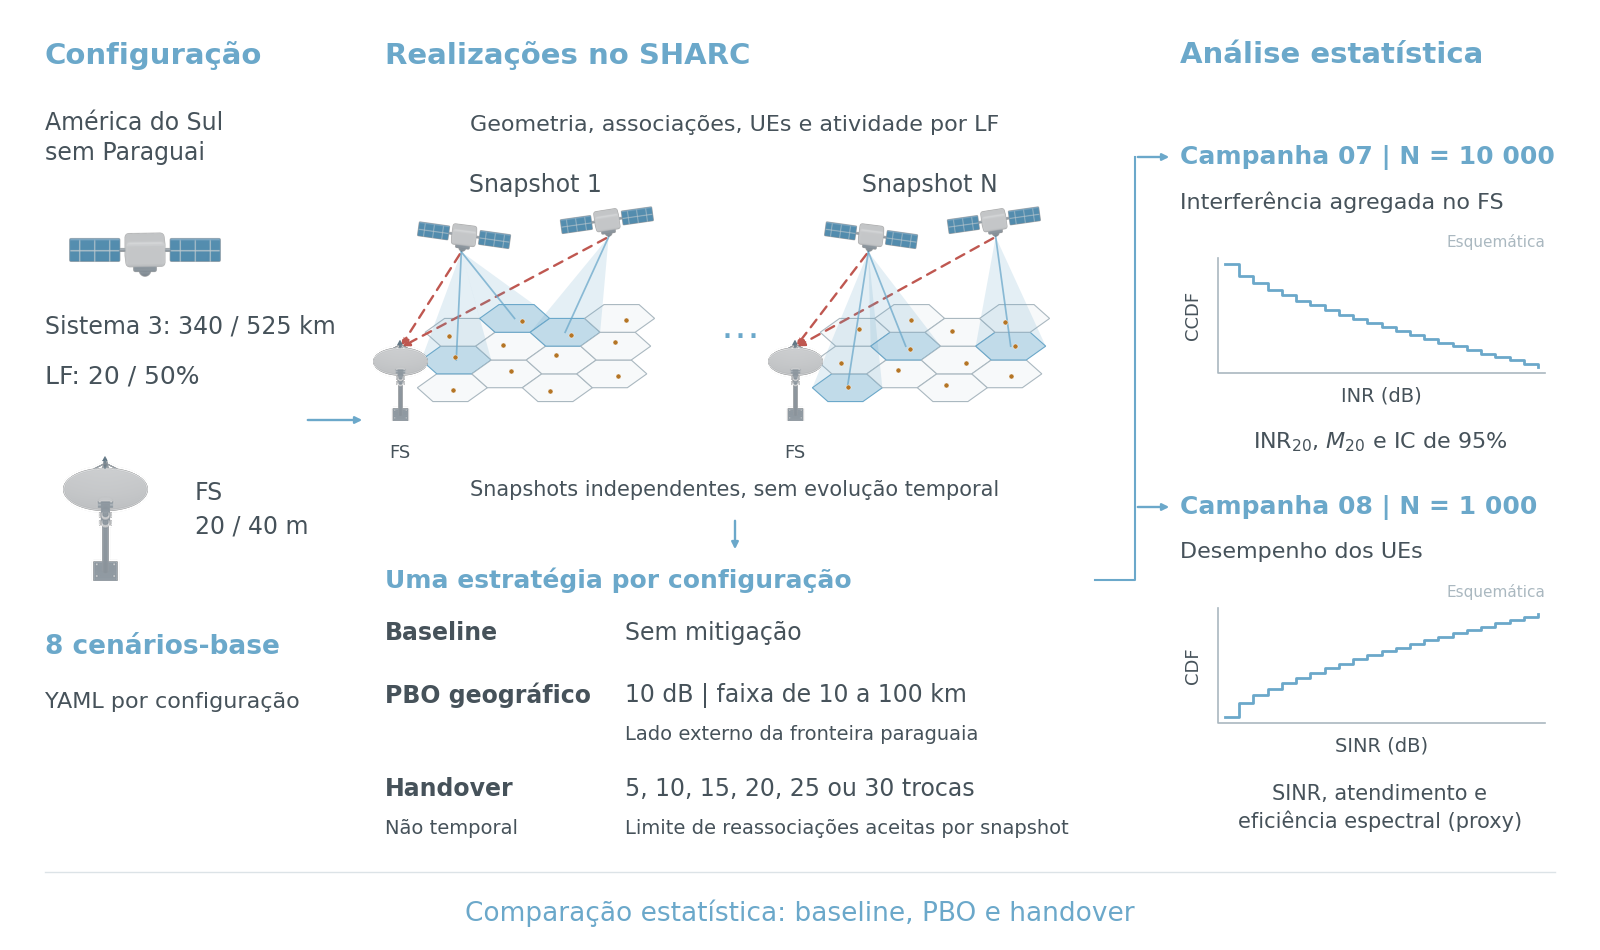 Configuração
América do Sul
sem Paraguai
Sistema 3: 340 / 525 km
LF: 20 / 50%
FS
20 / 40 m
8 cenários-base
YAML por configuração
Realizações no SHARC
Geometria, associações, UEs e atividade por LF
Snapshot 1
Snapshot N
...
FS
FS
Snapshots independentes, sem evolução temporal
Uma estratégia por configuração
Baseline Sem mitigação
PBO geográfico 10 dB | faixa de 10 a 100 km
Lado externo da fronteira paraguaia
Handover 5, 10, 15, 20, 25 ou 30 trocas
Não temporal Limite de reassociações aceitas por snapshot
Análise estatística
Campanha 07 | N = 10 000
Interferência agregada no FS
Esquemática
CCDF
INR (dB)
INR₂₀, M₂₀ e IC de 95%
Campanha 08 | N = 1 000
Desempenho dos UEs
Esquemática
CDF
SINR (dB)
SINR, atendimento e
eficiência espectral (proxy)
Comparação estatística: baseline, PBO e handover